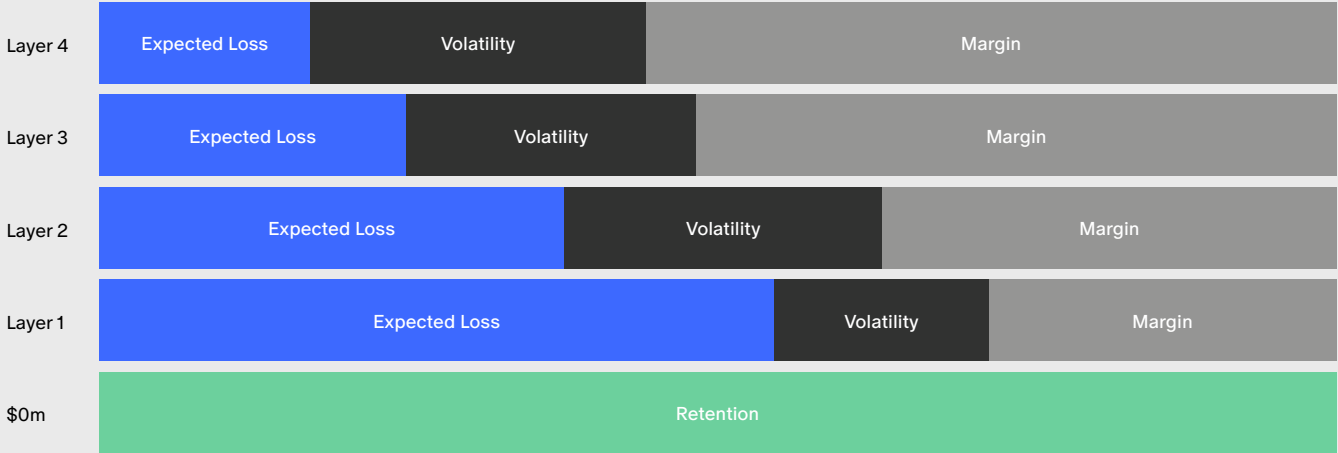 Layer 4 Expected Loss Volatility Margin
Layer 3 Expected Loss Volatility Margin
Layer 2 Expected Loss Volatility Margin
Layer 1 Expected Loss Volatility Margin
$0m Retention